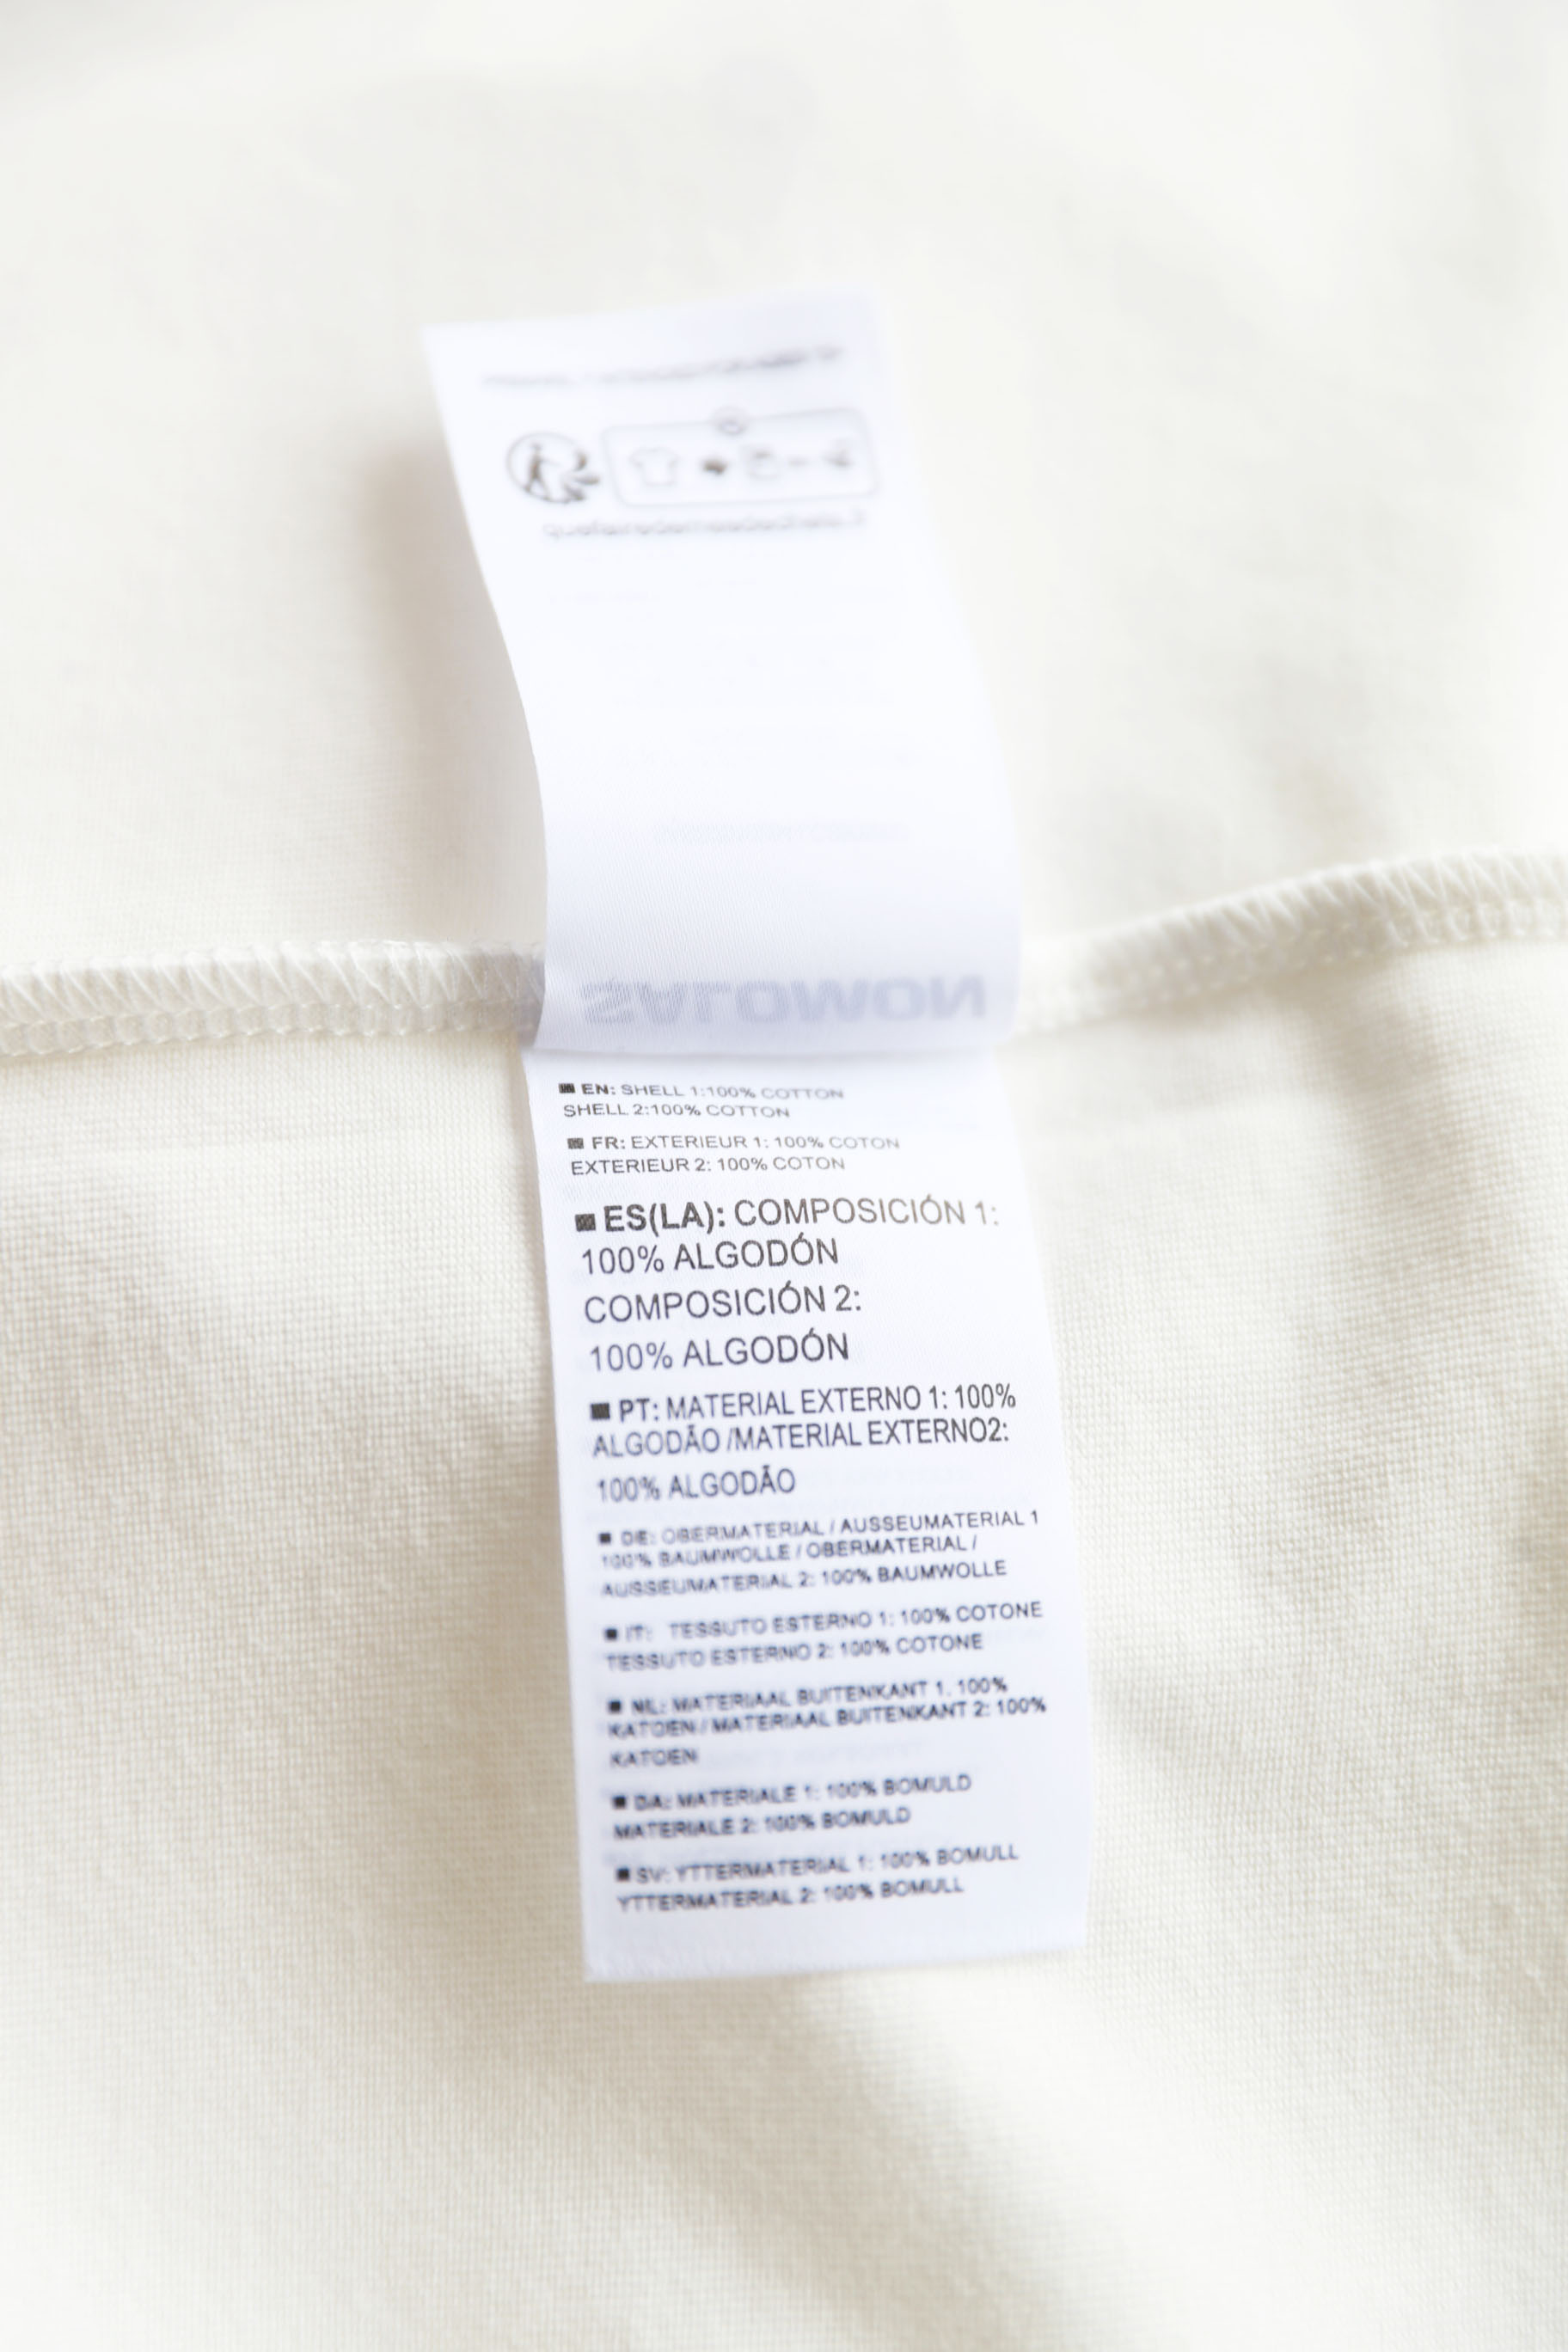 ■ EN: SHELL 1:100% COTTON
SHELL 2:100% COTTON
■ FR: EXTERIEUR 1: 100% COTON
EXTERIEUR 2: 100% COTON
■ ES(LA): COMPOSICIÓN 1:
100% ALGODÓN
COMPOSICIÓN 2:
100% ALGODÓN
■ PT: MATERIAL EXTERNO 1: 100%
ALGODÃO /MATERIAL EXTERNO2:
100% ALGODÃO
■ DE: OBERMATERIAL / AUSSEUMATERIAL 1
100% BAUMWOLLE / OBERMATERIAL /
AUSSEUMATERIAL 2: 100% BAUMWOLLE
■ IT: TESSUTO ESTERNO 1: 100% COTONE
TESSUTO ESTERNO 2: 100% COTONE
■ NL: MATERIAAL BUITENKANT 1. 100%
KATOEN / MATERIAAL BUITENKANT 2: 100%
KATOEN
■ DA: MATERIALE 1: 100% BOMULD
MATERIALE 2: 100% BOMULD
■ SV: YTTERMATERIAL 1: 100% BOMULL
YTTERMATERIAL 2: 100% BOMULL